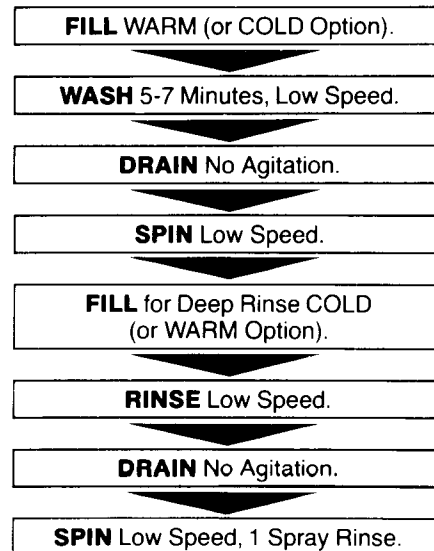 FILL WARM (or COLD Option).
WASH 5-7 Minutes, Low Speed.
DRAIN No Agitation.
SPIN Low Speed.
FILL for Deep Rinse COLD
(or WARM Option).
RINSE Low Speed.
DRAIN No Agitation.
SPIN Low Speed, 1 Spray Rinse.